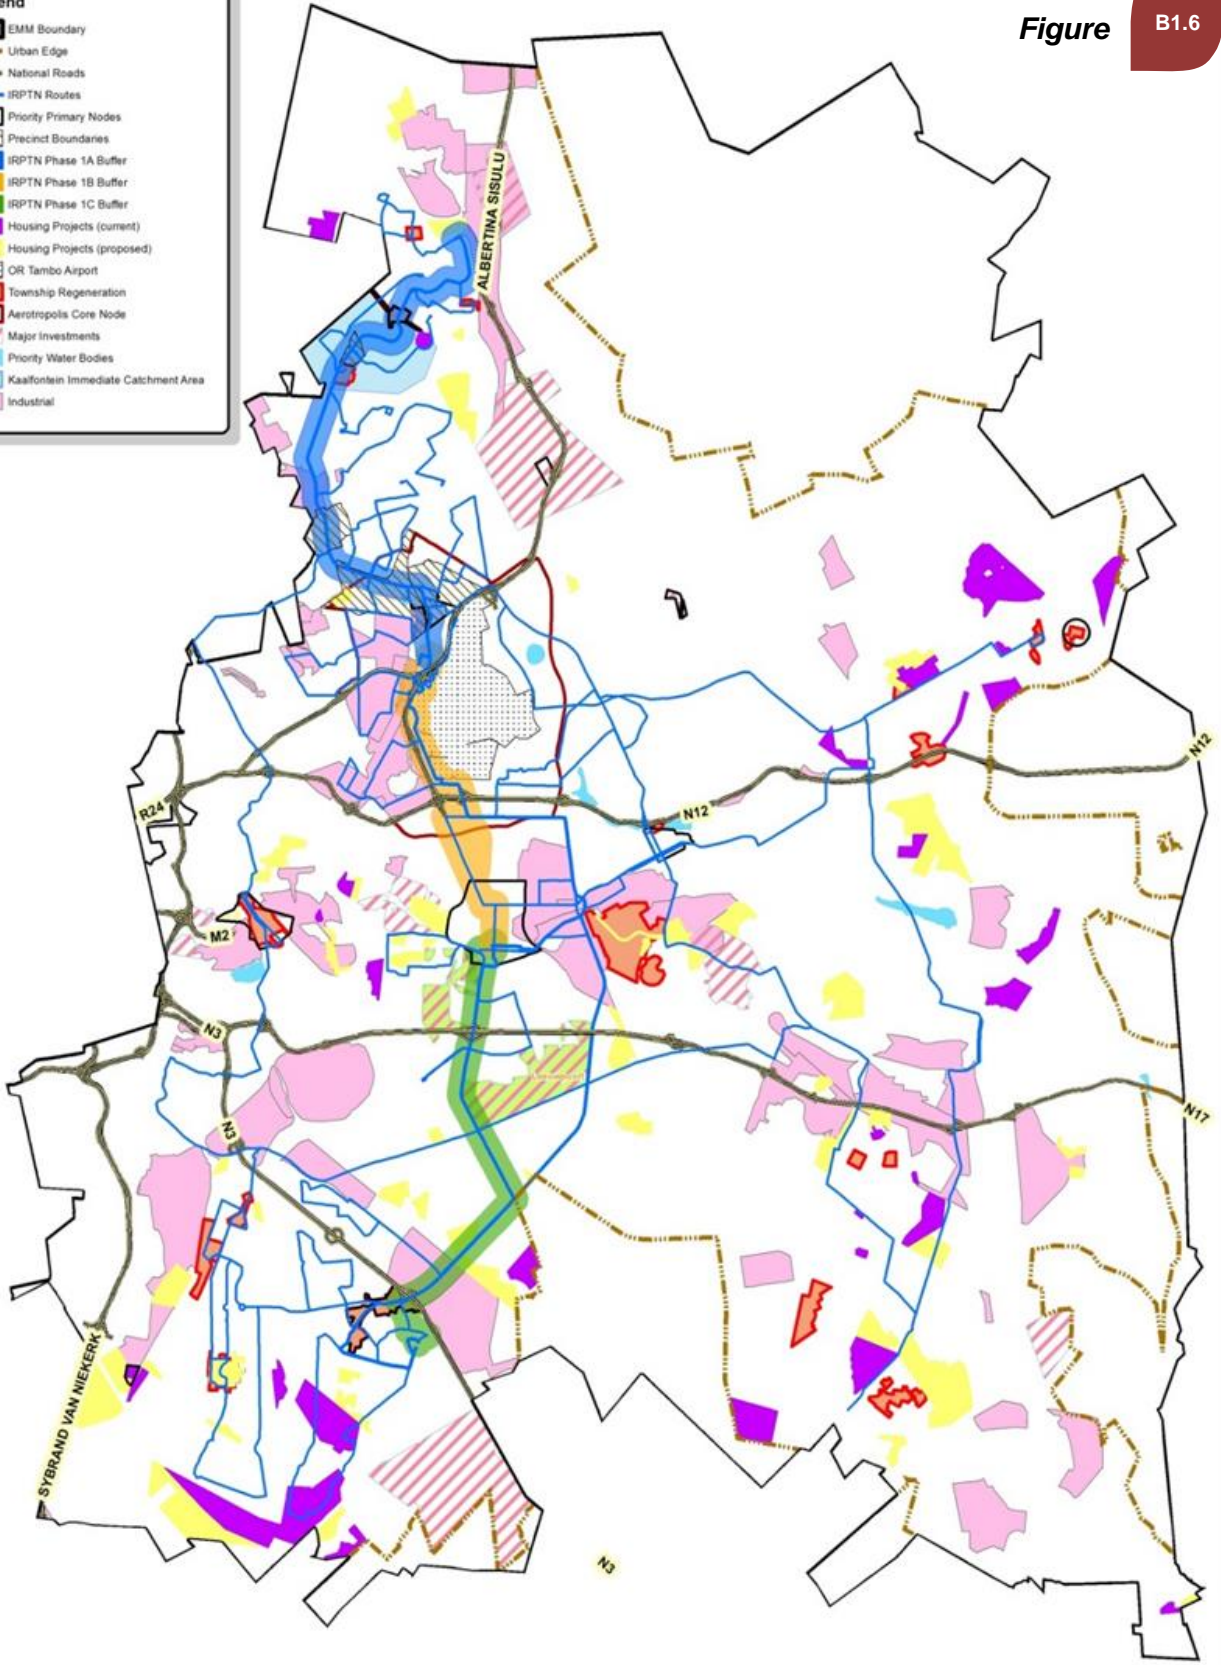 end
Figure
B1.6
EMM Boundary
Urban Edge
National Roads
IRPTN Routes
Priority Primary Nodes
Precinct Boundaries
IRPTN Phase 1A Buffer
IRPTN Phase 1B Buffer
IRPTN Phase 1C Buffer
Housing Projects (current)
Housing Projects (proposed)
OR Tambo Airport
Township Regeneration
Aerotropolis Core Node
Major Investments
Priority Water Bodies
Kaalfontein Immediate Catchment Area
Industrial
ALBERTINA SISULU
N12
R24
N12
M2
N3
N3
N17
SYBRAND VAN NIEKERK
N3